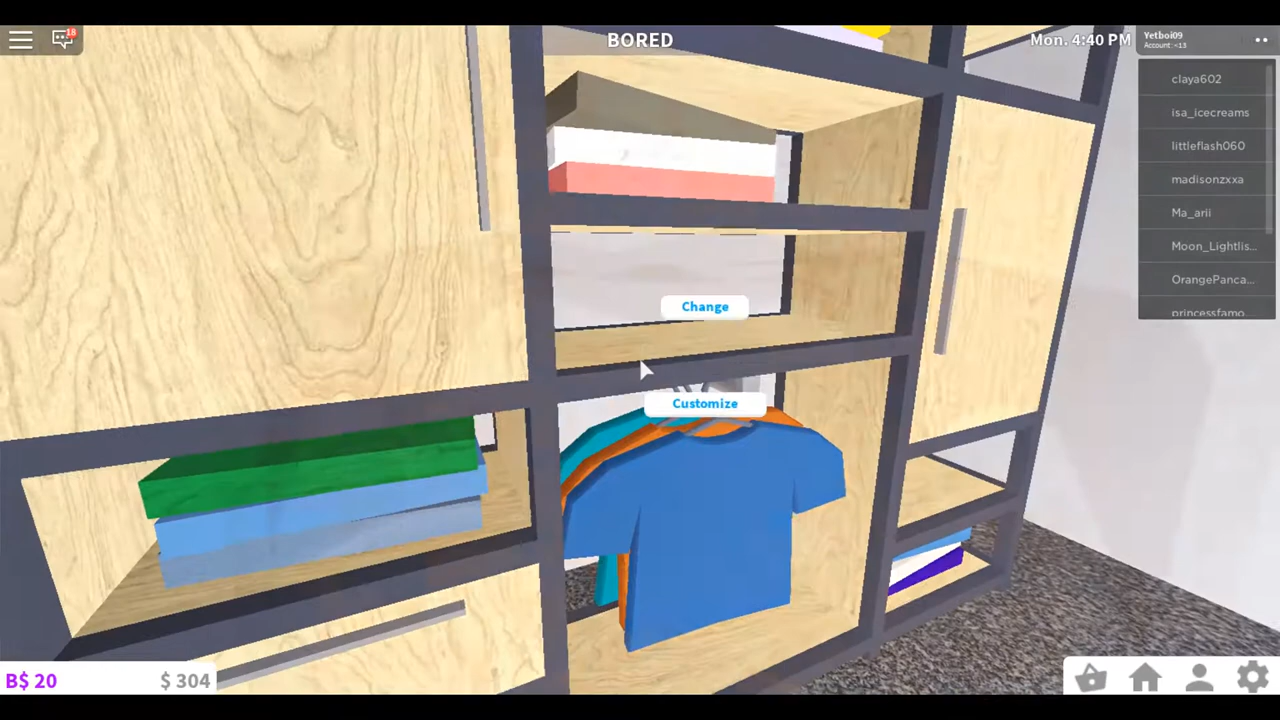 18
BORED
Mon. 4:40 PM
Yetboi09
Account: <13
claya602
isa_icecreams
littleflash060
madisonzxxa
Ma_arii
Moon_Lightlis...
OrangePanca...
princessfamo...
Change
Customize
B$ 20
$ 304